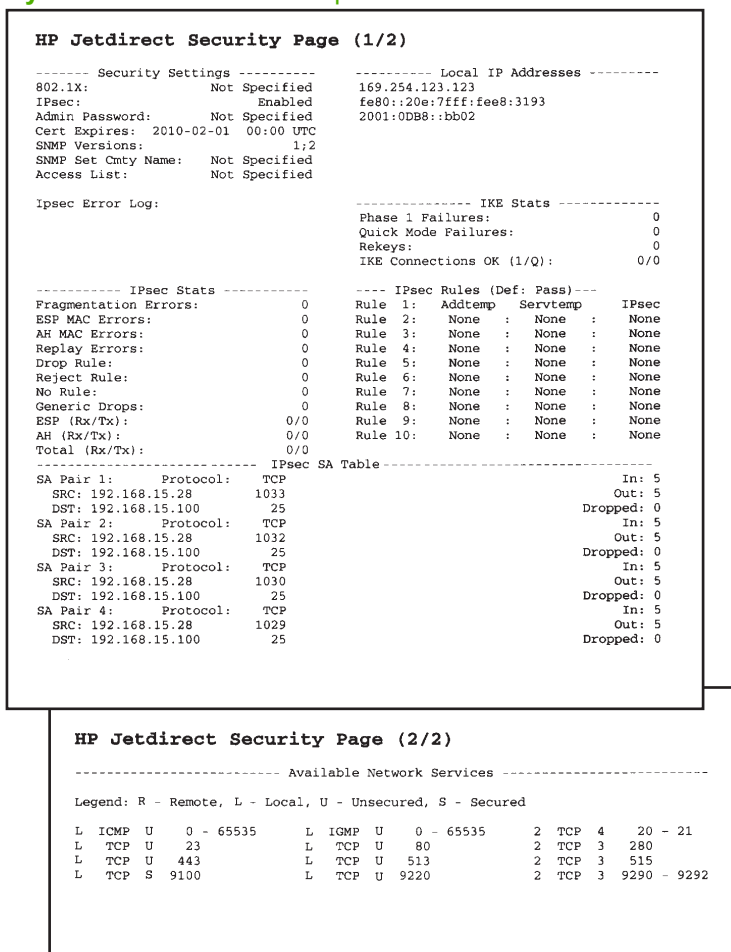 HP Jetdirect Security Page (1/2)
------- Security Settings ----------
802.1X: Not Specified
IPsec: Enabled
Admin Password: Not Specified
Cert Expires: 2010-02-01 00:00 UTC
SNMP Versions: 1;2
SNMP Set Cmty Name: Not Specified
Access List: Not Specified
---------- Local IP Addresses ---------
169.254.123.123
fe80::20e:7fff:fee8:3193
2001:0DB8::bb02
Ipsec Error Log:
--------------- IKE Stats -------------
Phase 1 Failures: 0
Quick Mode Failures: 0
Rekeys: 0
IKE Connections OK (1/Q): 0/0
----------- IPsec Stats -----------
Fragmentation Errors: 0
ESP MAC Errors: 0
AH MAC Errors: 0
Replay Errors: 0
Drop Rule: 0
Reject Rule: 0
No Rule: 0
Generic Drops: 0
ESP (Rx/Tx): 0/0
AH (Rx/Tx): 0/0
Total (Rx/Tx): 0/0
---- IPsec Rules (Def: Pass)---
Rule 1: Addtemp Servtemp IPsec
Rule 2: None : None : None
Rule 3: None : None : None
Rule 4: None : None : None
Rule 5: None : None : None
Rule 6: None : None : None
Rule 7: None : None : None
Rule 8: None : None : None
Rule 9: None : None : None
Rule 10: None : None : None
--------------------------- IPsec SA Table---------------------------------
SA Pair 1: Protocol: TCP In: 5
SRC: 192.168.15.28 1033 Out: 5
DST: 192.168.15.100 25 Dropped: 0
SA Pair 2: Protocol: TCP In: 5
SRC: 192.168.15.28 1032 Out: 5
DST: 192.168.15.100 25 Dropped: 0
SA Pair 3: Protocol: TCP In: 5
SRC: 192.168.15.28 1030 Out: 5
DST: 192.168.15.100 25 Dropped: 0
SA Pair 4: Protocol: TCP In: 5
SRC: 192.168.15.28 1029 Out: 5
DST: 192.168.15.100 25 Dropped: 0
HP Jetdirect Security Page (2/2)
-------------------------- Available Network Services --------------------------
Legend: R - Remote, L - Local, U - Unsecured, S - Secured
L ICMP U 0 - 65535 L IGMP U 0 - 65535 2 TCP 4 20 - 21
L TCP U 23 L TCP U 80 2 TCP 3 280
L TCP U 443 L TCP U 513 2 TCP 3 515
L TCP S 9100 L TCP U 9220 2 TCP 3 9290 - 9292